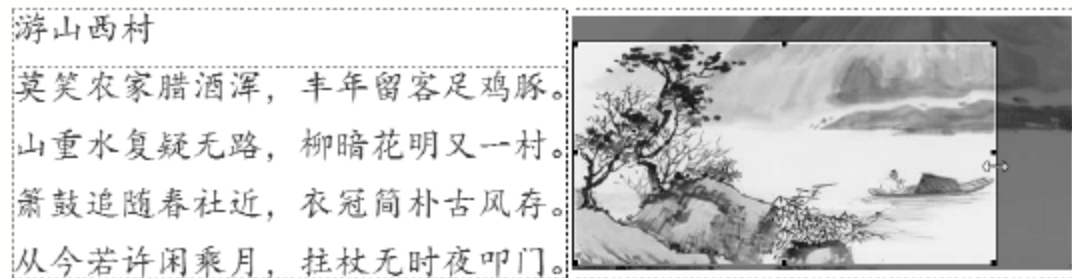 游山西村
莫笑农家腊酒浑，丰年留客足鸡豚。
山重水复疑无路，柳暗花明又一村。
箫鼓追随春社近，衣冠简朴古风存。
从今若许闲乘月，拄杖无时夜叩门。